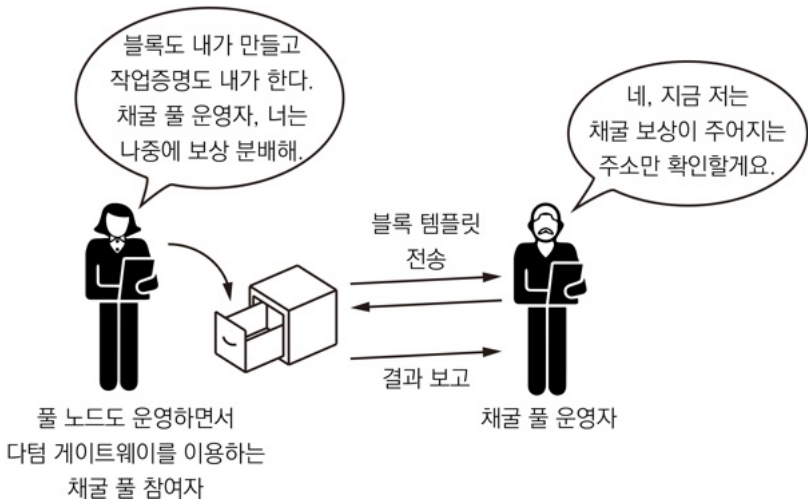 블록도 내가 만들고
작업증명도 내가 한다.
채굴 풀 운영자, 너는
나중에 보상 분배해.
네, 지금 저는
채굴 보상이 주어지는
주소만 확인할게요.
블록 템플릿
전송
결과 보고
풀 노드도 운영하면서
다텀 게이트웨이를 이용하는
채굴 풀 참여자
채굴 풀 운영자